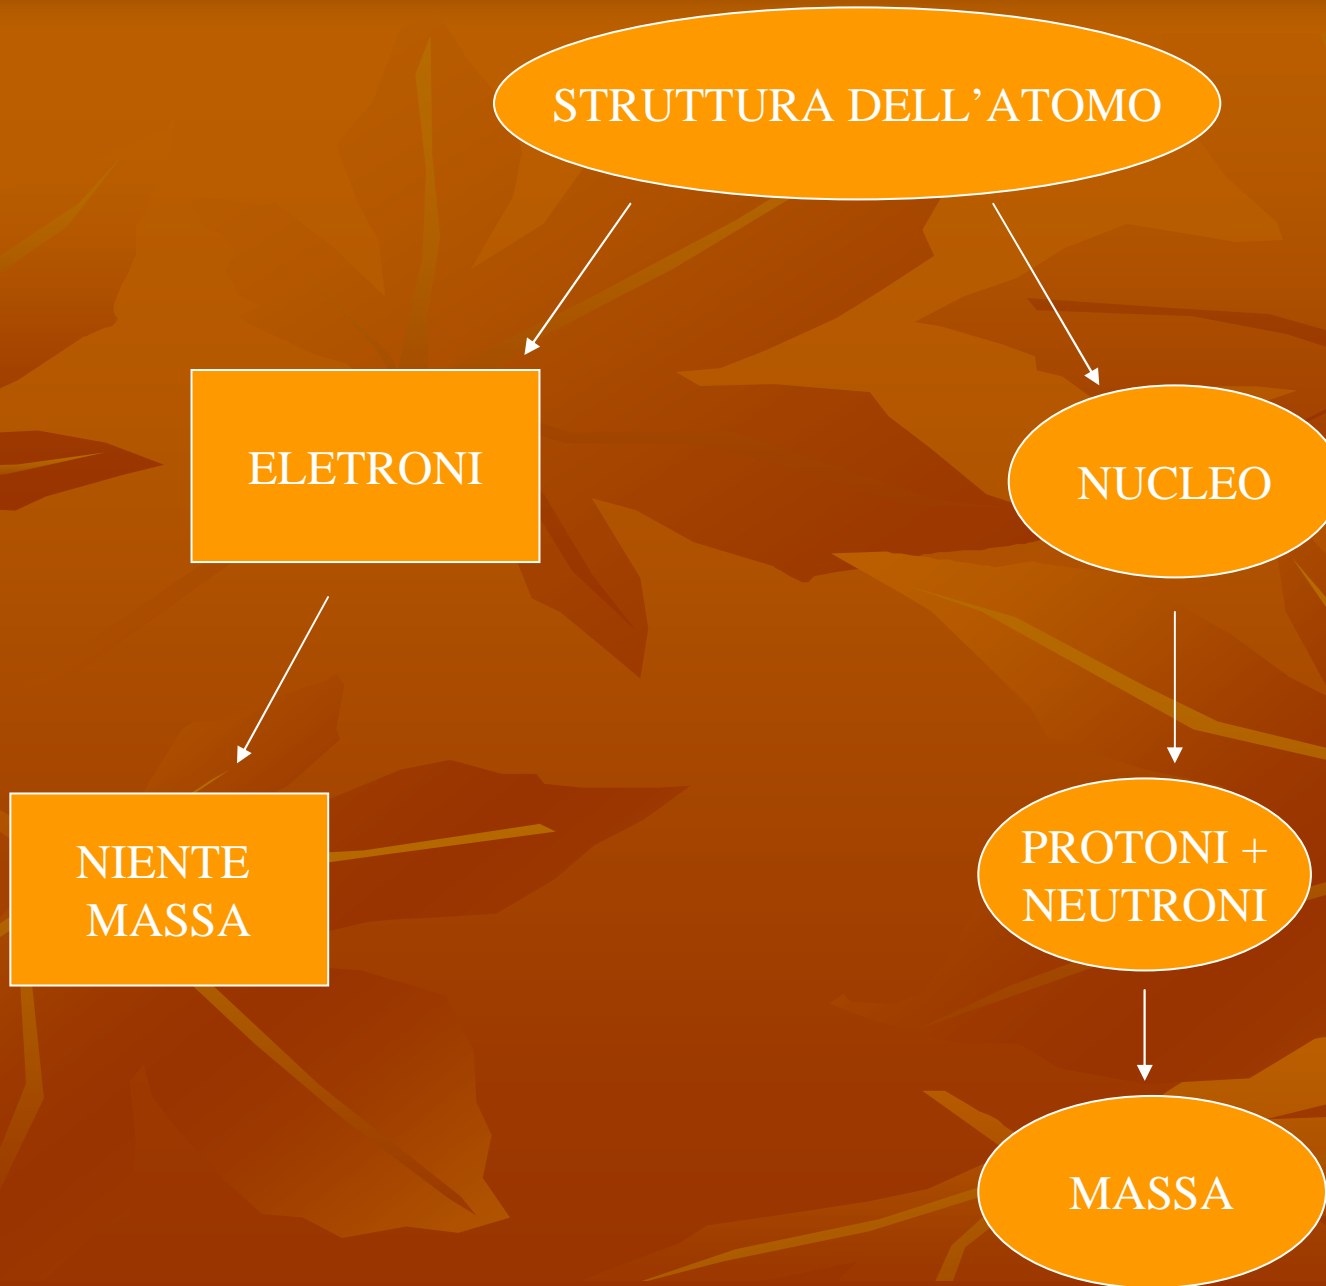 STRUTTURA DELL’ATOMO
ELETRONI
NUCLEO
NIENTE
MASSA
PROTONI +
NEUTRONI
MASSA